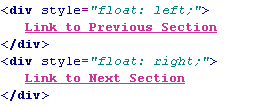 <div style="float: left;">
Link to Previous Section
</div>
<div style="float: right;">
Link to Next Section
</div>